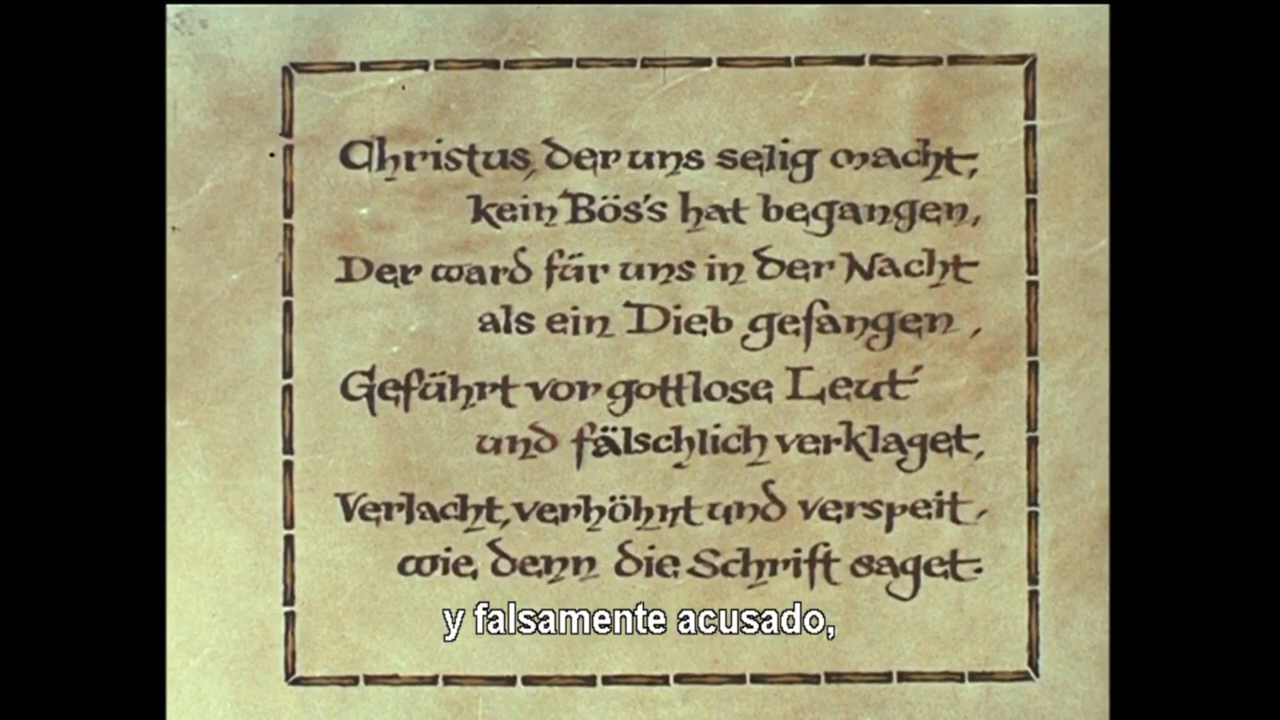 Christus, der uns selig macht,
kein Bös's hat begangen,
Der ward für uns in der Nacht
als ein Dieb gefangen,
Geführt vor gottlose Leut'
und fälschlich verklaget,
Verlacht, verhöhnt und verspeit,
wie denn die Schrift saget.
y falsamente acusado,